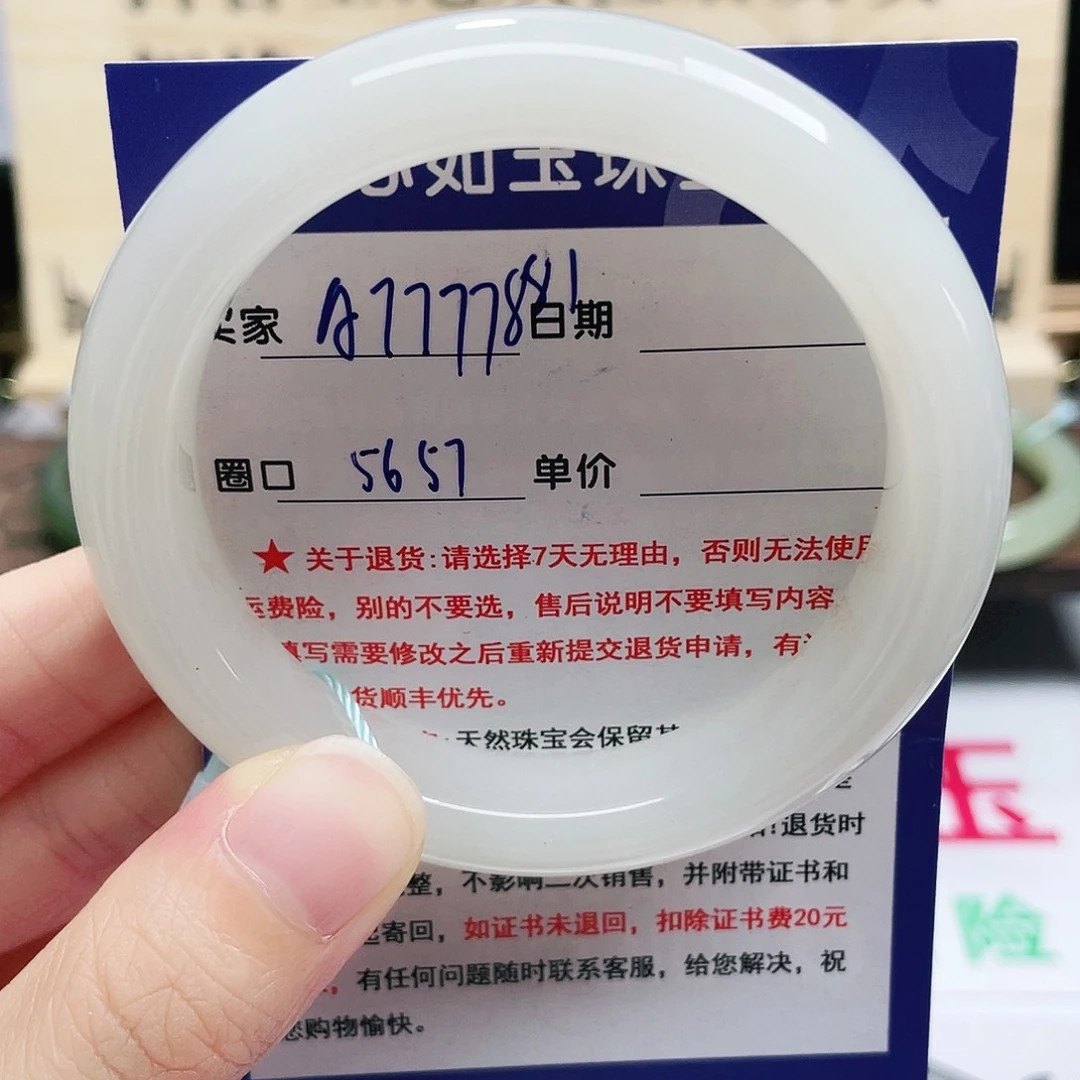 如玉珠
买家 A7777881 日期
圈口 5657 单价
★关于退货:请选择7天无理由，否则无法使用
运费险，别的不要选，售后说明不要填写内容
填写需要修改之后重新提交退货申请，有
货顺丰优先。
天然珠宝会保留其
退货时
整，不影响二次销售，并附带证书和
寄回，如证书未退回，扣除证书费20元
，有任何问题随时联系客服，给您解决，祝
您购物愉快。
玉
险